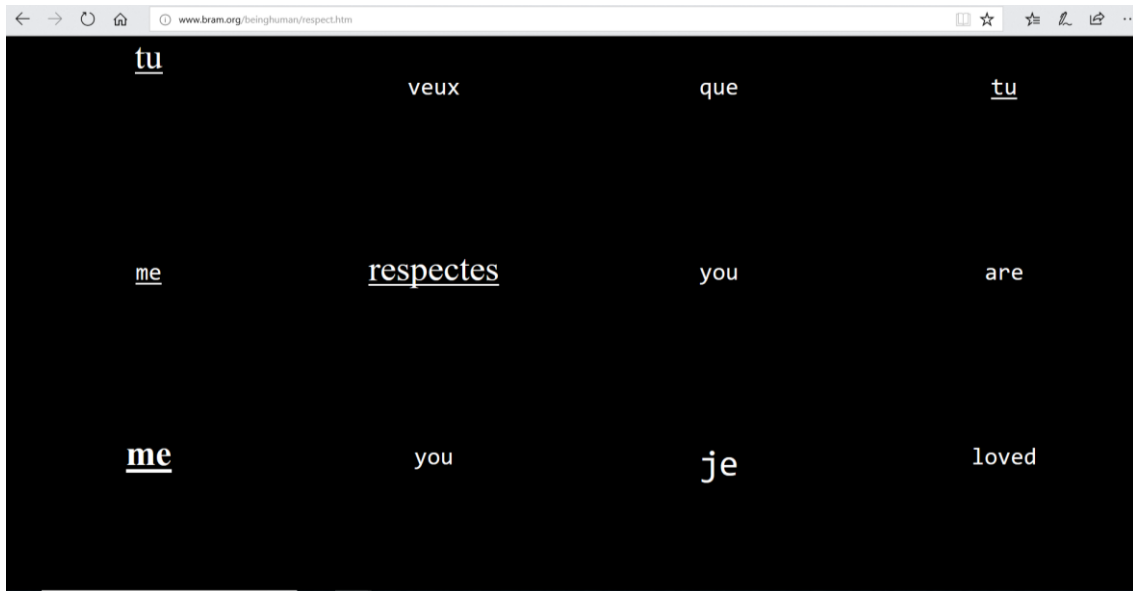 www.bram.org/beinghuman/respect.htm
tu veux que tu
me respectes you are
me you je loved